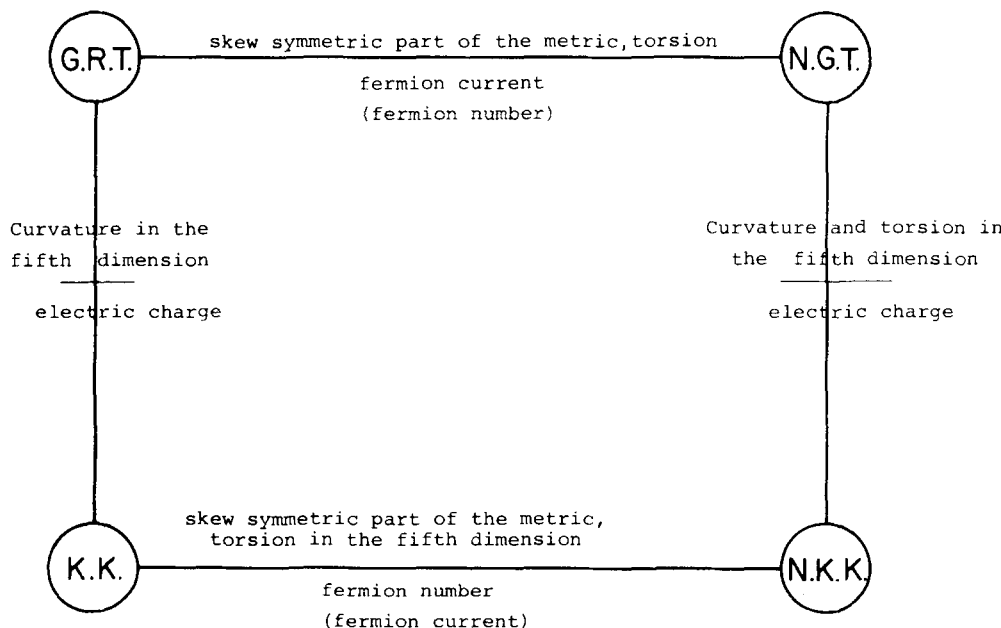 G.R.T.
skew symmetric part of the metric, torsion
N.G.T.
fermion current
(fermion number)
Curvature in the
fifth dimension
electric charge
Curvature and torsion in
the fifth dimension
electric charge
K.K.
skew symmetric part of the metric,
torsion in the fifth dimension
N.K.K.
fermion number
(fermion current)